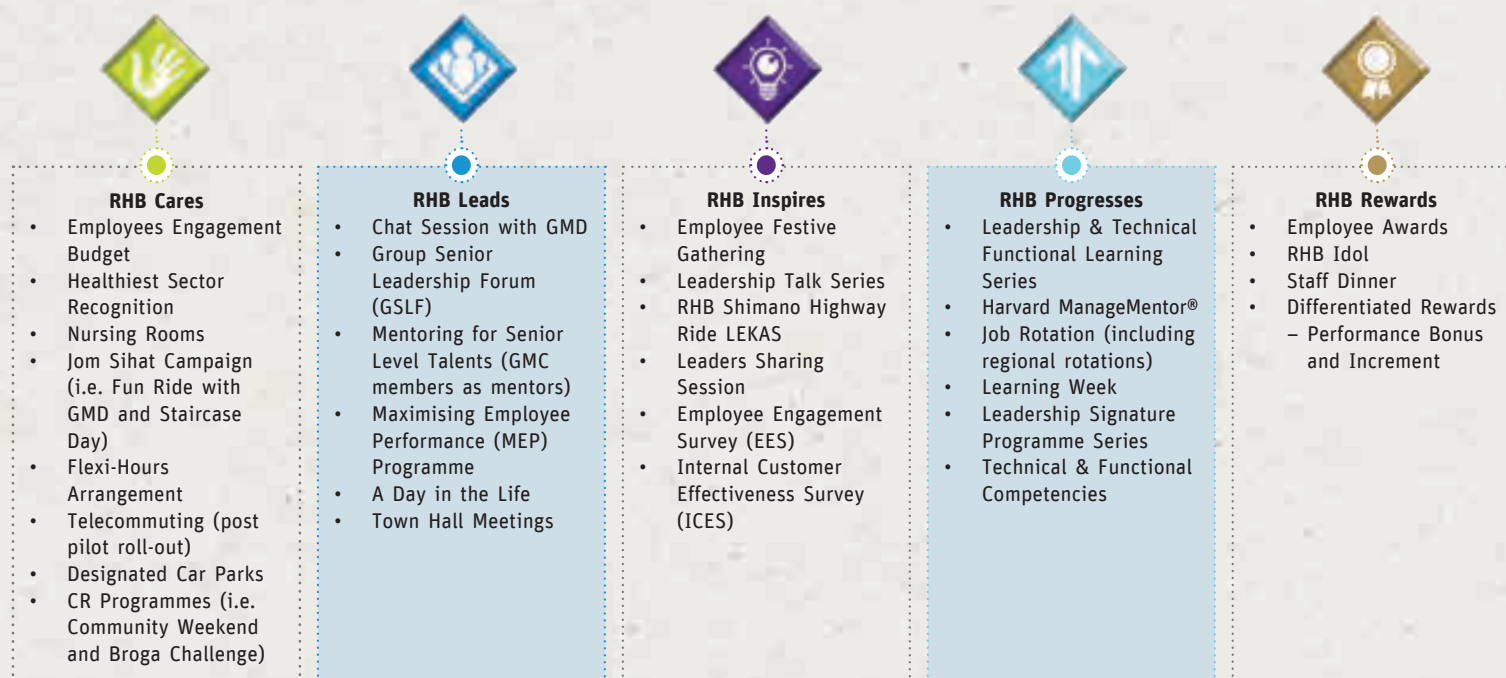 RHB Cares
• Employees Engagement
Budget
• Healthiest Sector
Recognition
• Nursing Rooms
• Jom Sihat Campaign
(i.e. Fun Ride with
GMD and Staircase
Day)
• Flexi-Hours
Arrangement
• Telecommuting (post
pilot roll-out)
• Designated Car Parks
• CR Programmes (i.e.
Community Weekend
and Broga Challenge)
RHB Leads
• Chat Session with GMD
• Group Senior
Leadership Forum
(GSLF)
• Mentoring for Senior
Level Talents (GMC
members as mentors)
• Maximising Employee
Performance (MEP)
Programme
• A Day in the Life
• Town Hall Meetings
RHB Inspires
• Employee Festive
Gathering
• Leadership Talk Series
• RHB Shimano Highway
Ride LEKAS
• Leaders Sharing
Session
• Employee Engagement
Survey (EES)
• Internal Customer
Effectiveness Survey
(ICES)
RHB Progresses
• Leadership & Technical
Functional Learning
Series
• Harvard ManageMentor®
• Job Rotation (including
regional rotations)
• Learning Week
• Leadership Signature
Programme Series
• Technical & Functional
Competencies
RHB Rewards
• Employee Awards
• RHB Idol
• Staff Dinner
• Differentiated Rewards
– Performance Bonus
and Increment